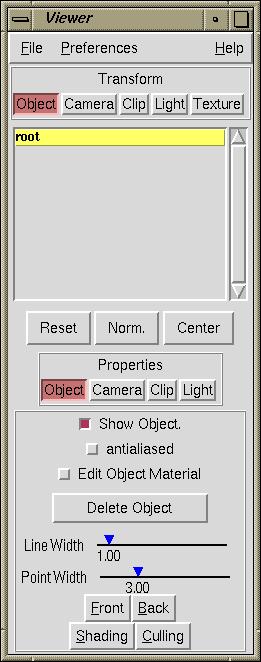 Viewer
File Preferences Help
Transform
Object Camera Clip Light Texture
root
Reset Norm. Center
Properties
Object Camera Clip Light
Show Object.
antialiased
Edit Object Material
Delete Object
Line Width
1.00
Point Width
3.00
Front Back
Shading Culling